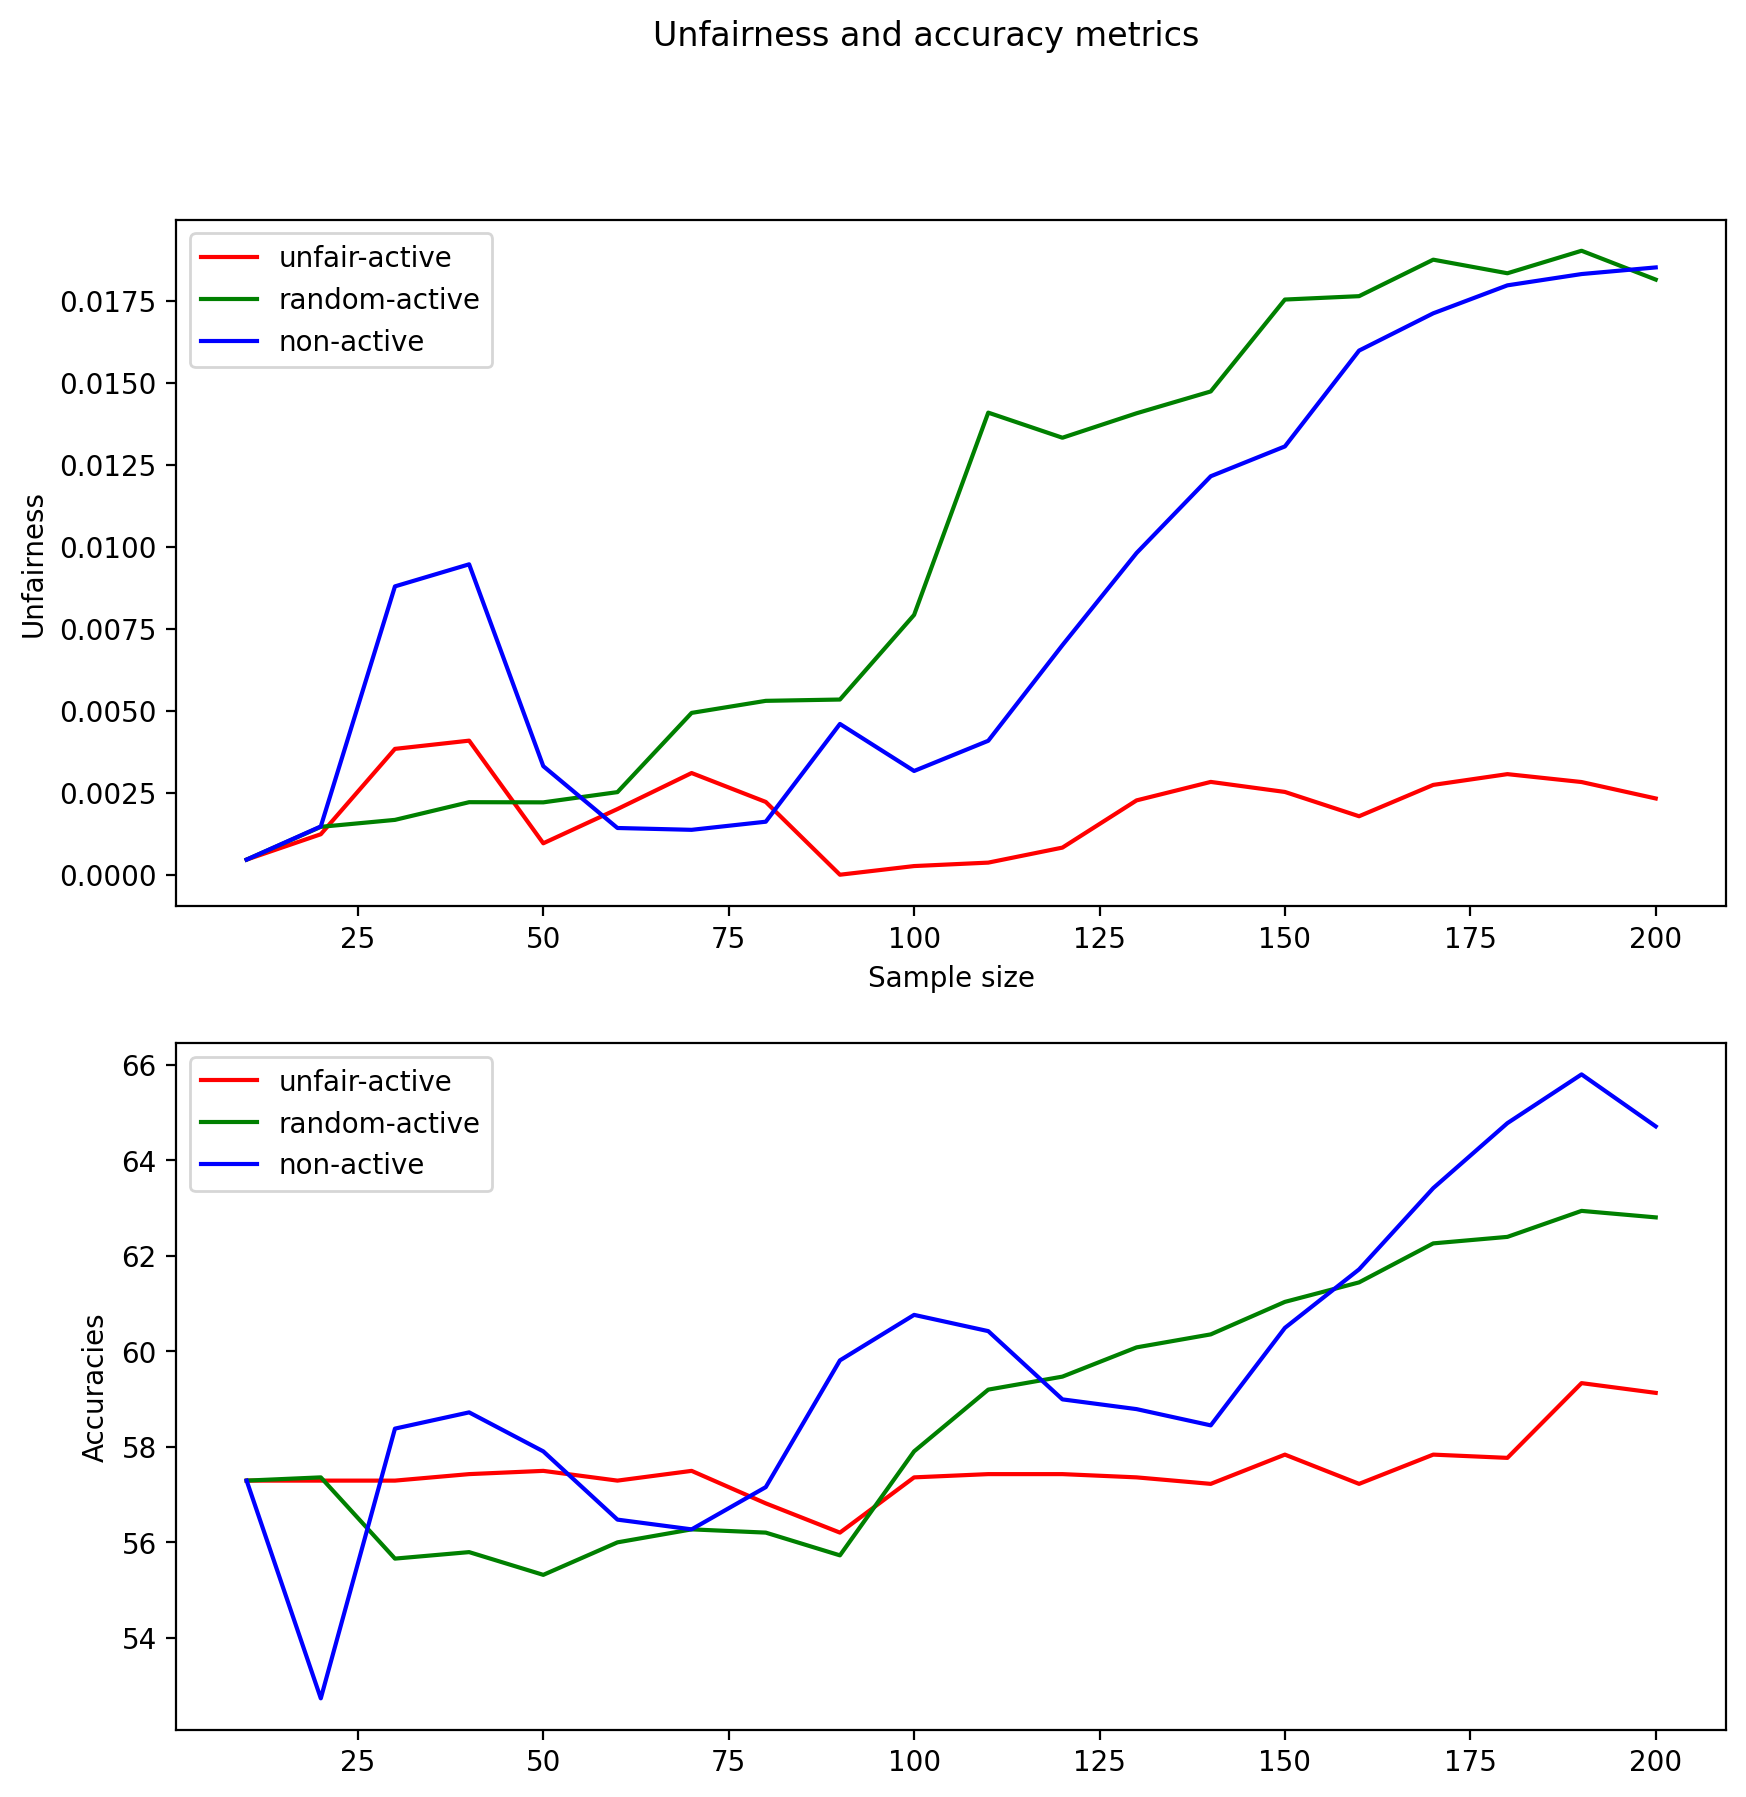 Unfairness and accuracy metrics
unfair-active
random-active
non-active
0.0175
0.0150
0.0125
0.0100
0.0075
0.0050
0.0025
0.0000
Unfairness
25 50 75 100 125 150 175 200
Sample size
unfair-active
random-active
non-active
66
64
62
60
58
56
54
Accuracies
25 50 75 100 125 150 175 200